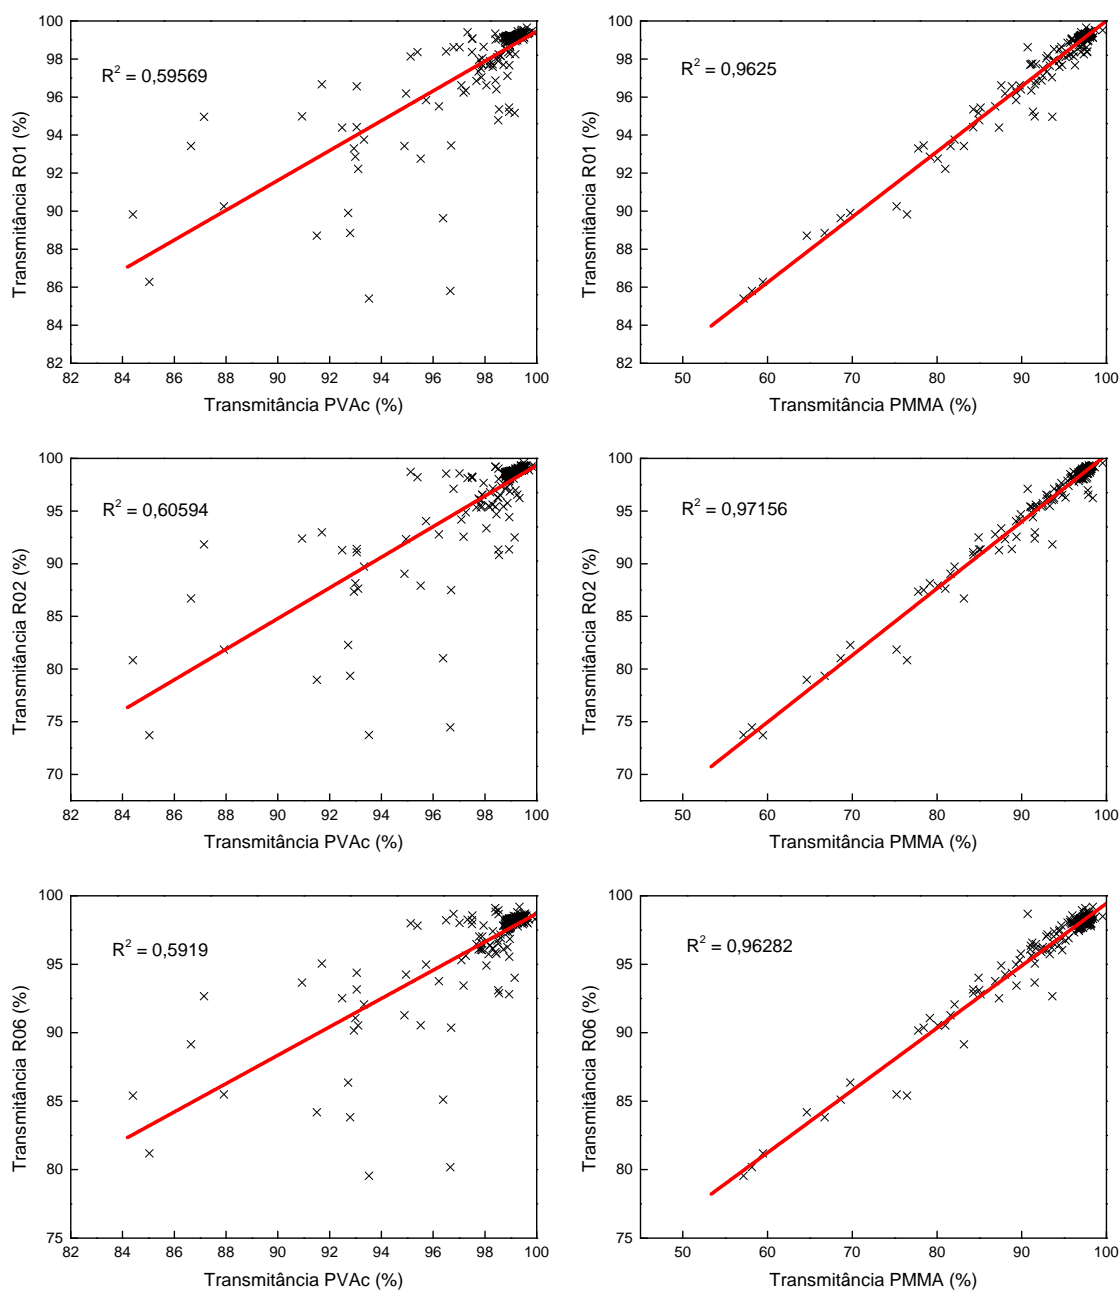 100
98
96
94
92
90
88
86
84
82
Transmitância R01 (%)
R² = 0,59569
82 84 86 88 90 92 94 96 98 100
Transmitância PVAc (%)
100
98
96
94
92
90
88
86
84
82
Transmitância R01 (%)
R² = 0,9625
50 60 70 80 90 100
Transmitância PMMA (%)
100
95
90
85
80
75
70
Transmitância R02 (%)
R² = 0,60594
82 84 86 88 90 92 94 96 98 100
Transmitância PVAc (%)
100
95
90
85
80
75
70
Transmitância R02 (%)
R² = 0,97156
50 60 70 80 90 100
Transmitância PMMA (%)
100
95
90
85
80
75
Transmitância R06 (%)
R² = 0,5919
82 84 86 88 90 92 94 96 98 100
Transmitância PVAc (%)
100
95
90
85
80
75
Transmitância R06 (%)
R² = 0,96282
50 60 70 80 90 100
Transmitância PMMA (%)